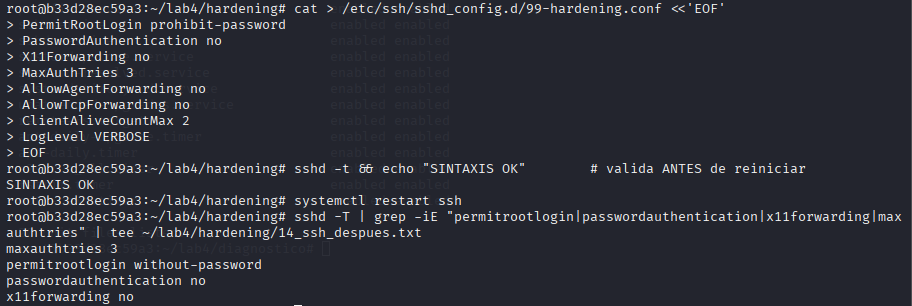 root@b33d28ec59a3:~/lab4/hardening# cat > /etc/ssh/sshd_config.d/99-hardening.conf <<'EOF'
> PermitRootLogin prohibit-password
> PasswordAuthentication no
> X11Forwarding no
> MaxAuthTries 3
> AllowAgentForwarding no
> AllowTcpForwarding no
> ClientAliveCountMax 2
> LogLevel VERBOSE
> EOF
root@b33d28ec59a3:~/lab4/hardening# sshd -t && echo "SINTAXIS OK"        # valida ANTES de reiniciar
SINTAXIS OK
root@b33d28ec59a3:~/lab4/hardening# systemctl restart ssh
root@b33d28ec59a3:~/lab4/hardening# sshd -T | grep -iE "permitrootlogin|passwordauthentication|x11forwarding|max
authtries" | tee ~/lab4/hardening/14_ssh_despues.txt
maxauthtries 3
permitrootlogin without-password
passwordauthentication no
x11forwarding no